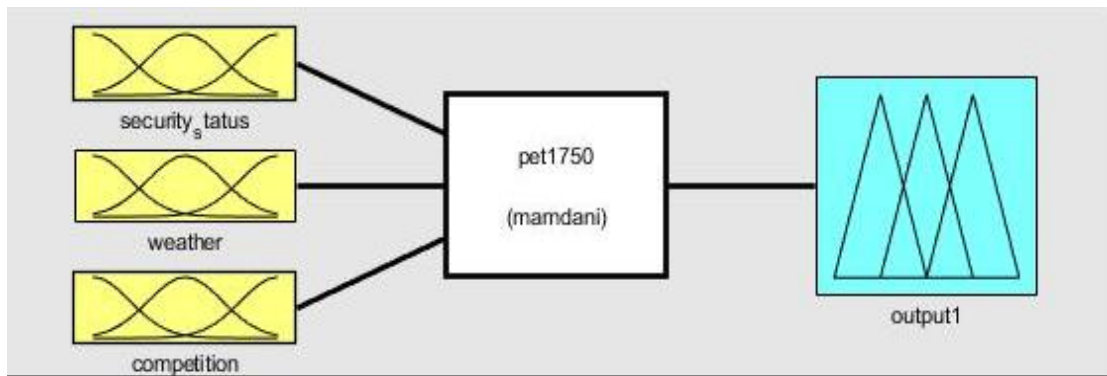 security_status
weather
competition
pet1750
(mamdani)
output1